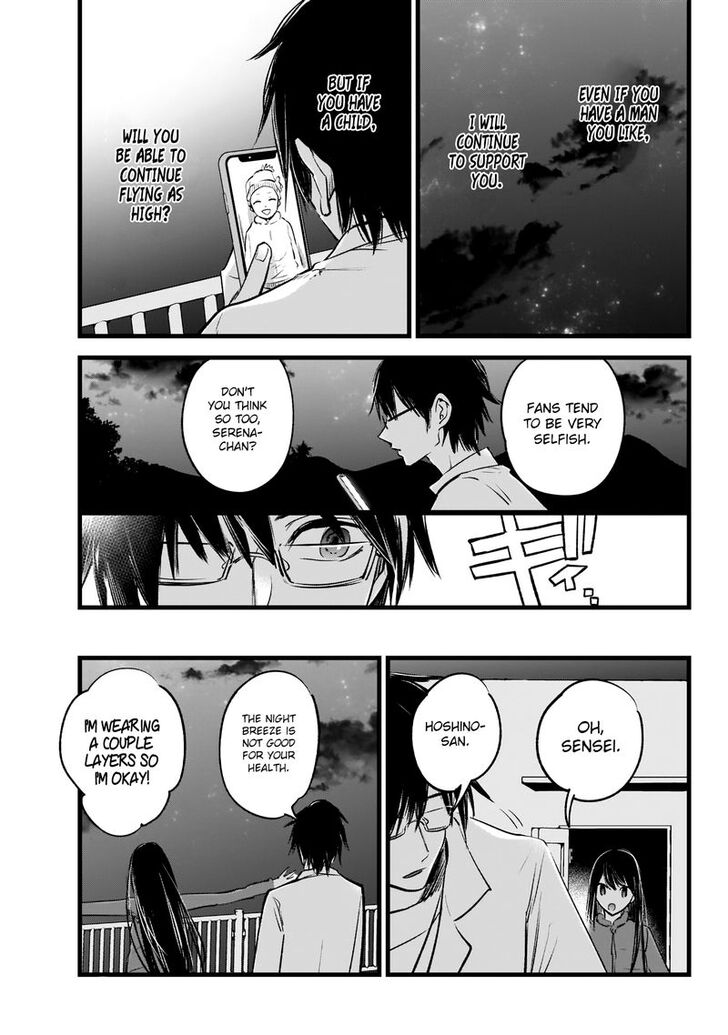 EVEN IF YOU
HAVE A MAN
YOU LIKE,
I WILL
CONTINUE
TO SUPPORT
YOU.
BUT IF
YOU HAVE
A CHILD,
WILL YOU
BE ABLE TO
CONTINUE
FLYING AS
HIGH?
FANS TEND
TO BE VERY
SELFISH.
DON'T
YOU THINK
SO TOO,
SERENA-
CHAN?
ギィ…
OH,
SENSEI.
HOSHINO-
SAN.
THE NIGHT
BREEZE IS
NOT GOOD
FOR YOUR
HEALTH.
I'M WEARING
A COUPLE
LAYERS SO
I'M OKAY!